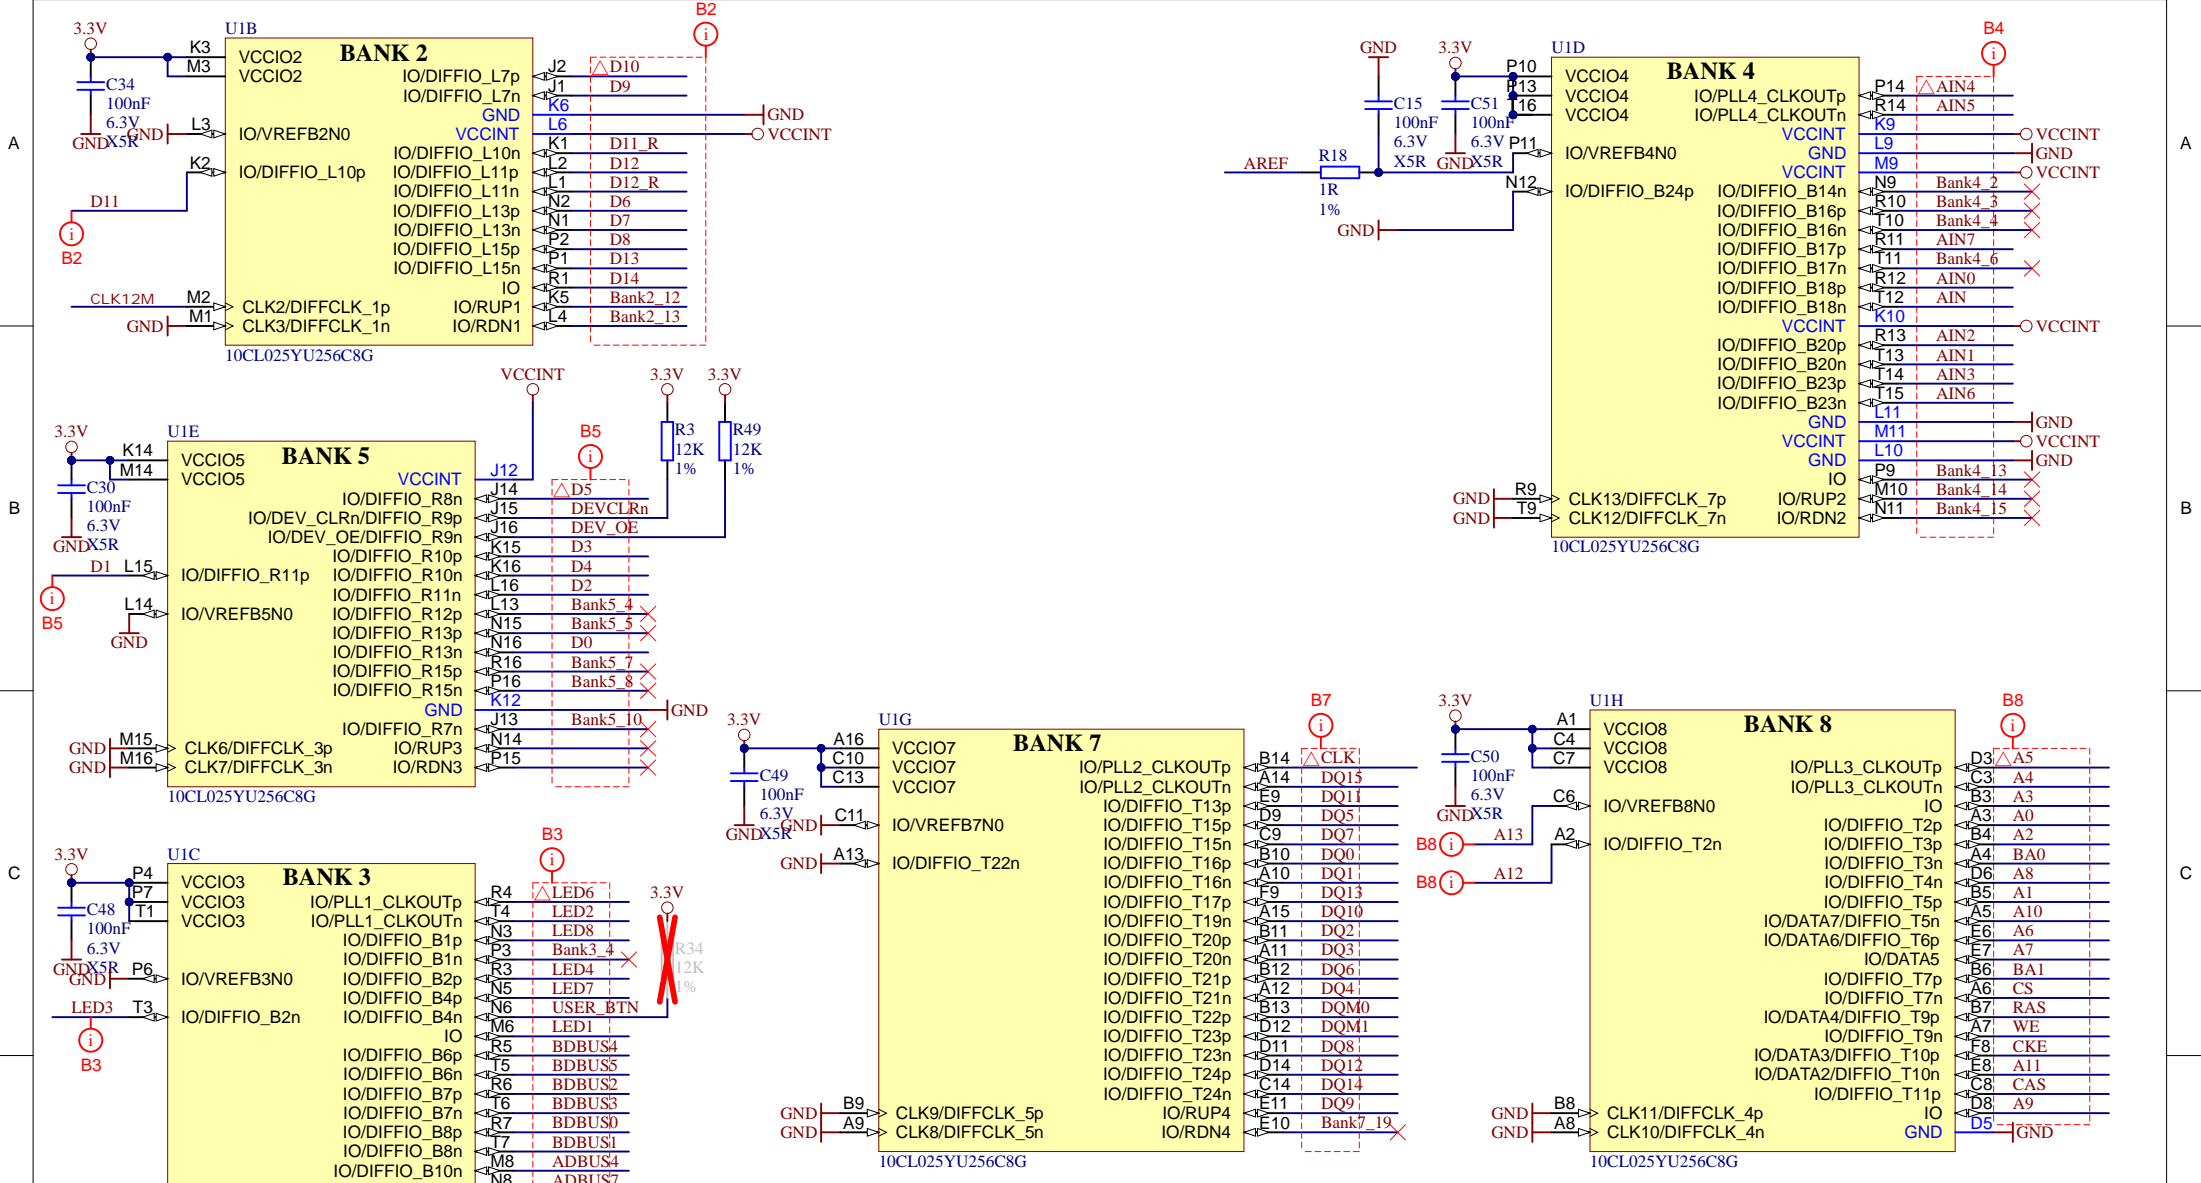 B2
3.3V
U1B
BANK 2
K3 VCCIO2
M3 VCCIO2
C34
100nF
6.3V
X5R
GND
GND L3 IO/VREFB2N0
K2 IO/DIFFIO_L10p
D11
B2
CLK12M M2 CLK2/DIFFCLK_1p
GND M1 CLK3/DIFFCLK_1n
IO/DIFFIO_L7p J2 D10
IO/DIFFIO_L7n J1 D9
GND K6 GND
VCCINT L6 VCCINT
IO/DIFFIO_L10n K1 D11_R
IO/DIFFIO_L11p L2 D12
IO/DIFFIO_L11n L1 D12_R
IO/DIFFIO_L13p N2 D6
IO/DIFFIO_L13n N1 D7
IO/DIFFIO_L15p P2 D8
IO/DIFFIO_L15n P1 D13
IO R1 D14
IO/RUP1 K5 Bank2_12
IO/RDN1 L4 Bank2_13
10CL025YU256C8G
B4
GND
3.3V
U1D
BANK 4
P10 VCCIO4
P13 VCCIO4
T16 VCCIO4
C15
100nF
6.3V
X5R
C51
100nF
6.3V
X5R
GND
P11 IO/VREFB4N0
AREF
R18
1R
1%
N12 IO/DIFFIO_B24p
GND
GND R9 CLK13/DIFFCLK_7p
GND T9 CLK12/DIFFCLK_7n
IO/PLL4_CLKOUTp P14 AIN4
IO/PLL4_CLKOUTn R14 AIN5
VCCINT K9 VCCINT
GND L9 GND
VCCINT M9 VCCINT
IO/DIFFIO_B14n N9 Bank4_2
IO/DIFFIO_B16p R10 Bank4_3
IO/DIFFIO_B16n T10 Bank4_4
IO/DIFFIO_B17p R11 AIN7
IO/DIFFIO_B17n T11 Bank4_6
IO/DIFFIO_B18p R12 AIN0
IO/DIFFIO_B18n T12 AIN
VCCINT K10 VCCINT
IO/DIFFIO_B20p R13 AIN2
IO/DIFFIO_B20n T13 AIN1
IO/DIFFIO_B23p T14 AIN3
IO/DIFFIO_B23n T15 AIN6
GND L11 GND
VCCINT M11 VCCINT
GND L10 GND
IO P9 Bank4_13
IO/RUP2 M10 Bank4_14
IO/RDN2 N11 Bank4_15
10CL025YU256C8G
VCCINT
3.3V
3.3V
R3
12K
1%
R49
12K
1%
B5
3.3V
U1E
BANK 5
K14 VCCIO5
M14 VCCIO5
C30
100nF
6.3V
X5R
GND
D1 L15 IO/DIFFIO_R11p
B5
L14 IO/VREFB5N0
GND
GND M15 CLK6/DIFFCLK_3p
GND M16 CLK7/DIFFCLK_3n
VCCINT J12
IO/DIFFIO_R8n J14 D5
IO/DEV_CLRn/DIFFIO_R9p J15 DEVCLRn
IO/DEV_OE/DIFFIO_R9n J16 DEV_OE
IO/DIFFIO_R10p K15 D3
IO/DIFFIO_R10n K16 D4
IO/DIFFIO_R11n L16 D2
IO/DIFFIO_R12p L13 Bank5_4
IO/DIFFIO_R13p N15 Bank5_5
IO/DIFFIO_R13n N16 D0
IO/DIFFIO_R15p R16 Bank5_7
IO/DIFFIO_R15n P16 Bank5_8
GND K12 GND
IO/DIFFIO_R7n J13 Bank5_10
IO/RUP3 N14
IO/RDN3 P15
10CL025YU256C8G
B3
3.3V
U1C
BANK 3
P4 VCCIO3
P7 VCCIO3
T1 VCCIO3
C48
100nF
6.3V
X5R
GND
GND P6 IO/VREFB3N0
LED3 T3 IO/DIFFIO_B2n
B3
IO/PLL1_CLKOUTp R4 LED6
IO/PLL1_CLKOUTn T4 LED2
IO/DIFFIO_B1p N3 LED8
IO/DIFFIO_B1n P3 Bank3_4
IO/DIFFIO_B2p R3 LED4
IO/DIFFIO_B4p N5 LED7
IO/DIFFIO_B4n N6 USER_BTN
IO M6 LED1
IO/DIFFIO_B6p R5 BDBUS4
IO/DIFFIO_B6n T5 BDBUS5
IO/DIFFIO_B7p R6 BDBUS2
IO/DIFFIO_B7n T6 BDBUS3
IO/DIFFIO_B8p R7 BDBUS0
IO/DIFFIO_B8n T7 BDBUS1
IO/DIFFIO_B10n M8 ADBUS4
N8 ADBUS7
3.3V
R34
12K
1%
B7
3.3V
U1G
BANK 7
A16 VCCIO7
C10 VCCIO7
C13 VCCIO7
C49
100nF
6.3V
X5R
GND
GND C11 IO/VREFB7N0
GND A13 IO/DIFFIO_T22n
GND B9 CLK9/DIFFCLK_5p
GND A9 CLK8/DIFFCLK_5n
IO/PLL2_CLKOUTp B14 CLK
IO/PLL2_CLKOUTn A14 DQ15
IO/DIFFIO_T13p E9 DQ11
IO/DIFFIO_T15p D9 DQ5
IO/DIFFIO_T15n C9 DQ7
IO/DIFFIO_T16p B10 DQ0
IO/DIFFIO_T16n A10 DQ1
IO/DIFFIO_T17p F9 DQ13
IO/DIFFIO_T19n A15 DQ10
IO/DIFFIO_T20p B11 DQ2
IO/DIFFIO_T20n A11 DQ3
IO/DIFFIO_T21p B12 DQ6
IO/DIFFIO_T21n A12 DQ4
IO/DIFFIO_T22p B13 DQM0
IO/DIFFIO_T23p D12 DQM1
IO/DIFFIO_T23n D11 DQ8
IO/DIFFIO_T24p D14 DQ12
IO/DIFFIO_T24n C14 DQ14
IO/RUP4 E11 DQ9
IO/RDN4 E10 Bank7_19
10CL025YU256C8G
B8
3.3V
U1H
BANK 8
A1 VCCIO8
C4 VCCIO8
C7 VCCIO8
C50
100nF
6.3V
X5R
GND
C6 IO/VREFB8N0
B8 A13
A2 IO/DIFFIO_T2n
B8 A12
GND B8 CLK11/DIFFCLK_4p
GND A8 CLK10/DIFFCLK_4n
IO/PLL3_CLKOUTp D3 A5
IO/PLL3_CLKOUTn C3 A4
IO B3 A3
IO/DIFFIO_T2p A3 A0
IO/DIFFIO_T3p B4 A2
IO/DIFFIO_T3n A4 BA0
IO/DIFFIO_T4n D6 A8
IO/DIFFIO_T5p B5 A1
IO/DATA7/DIFFIO_T5n A5 A10
IO/DATA6/DIFFIO_T6p E6 A6
IO/DATA5 E7 A7
IO/DIFFIO_T7p B6 BA1
IO/DIFFIO_T7n A6 CS
IO/DATA4/DIFFIO_T9p B7 RAS
IO/DIFFIO_T9n A7 WE
IO/DATA3/DIFFIO_T10p F8 CKE
IO/DATA2/DIFFIO_T10n E8 A11
IO/DIFFIO_T11p C8 CAS
IO D8 A9
GND D5 GND
10CL025YU256C8G
A
A
B
B
C
C